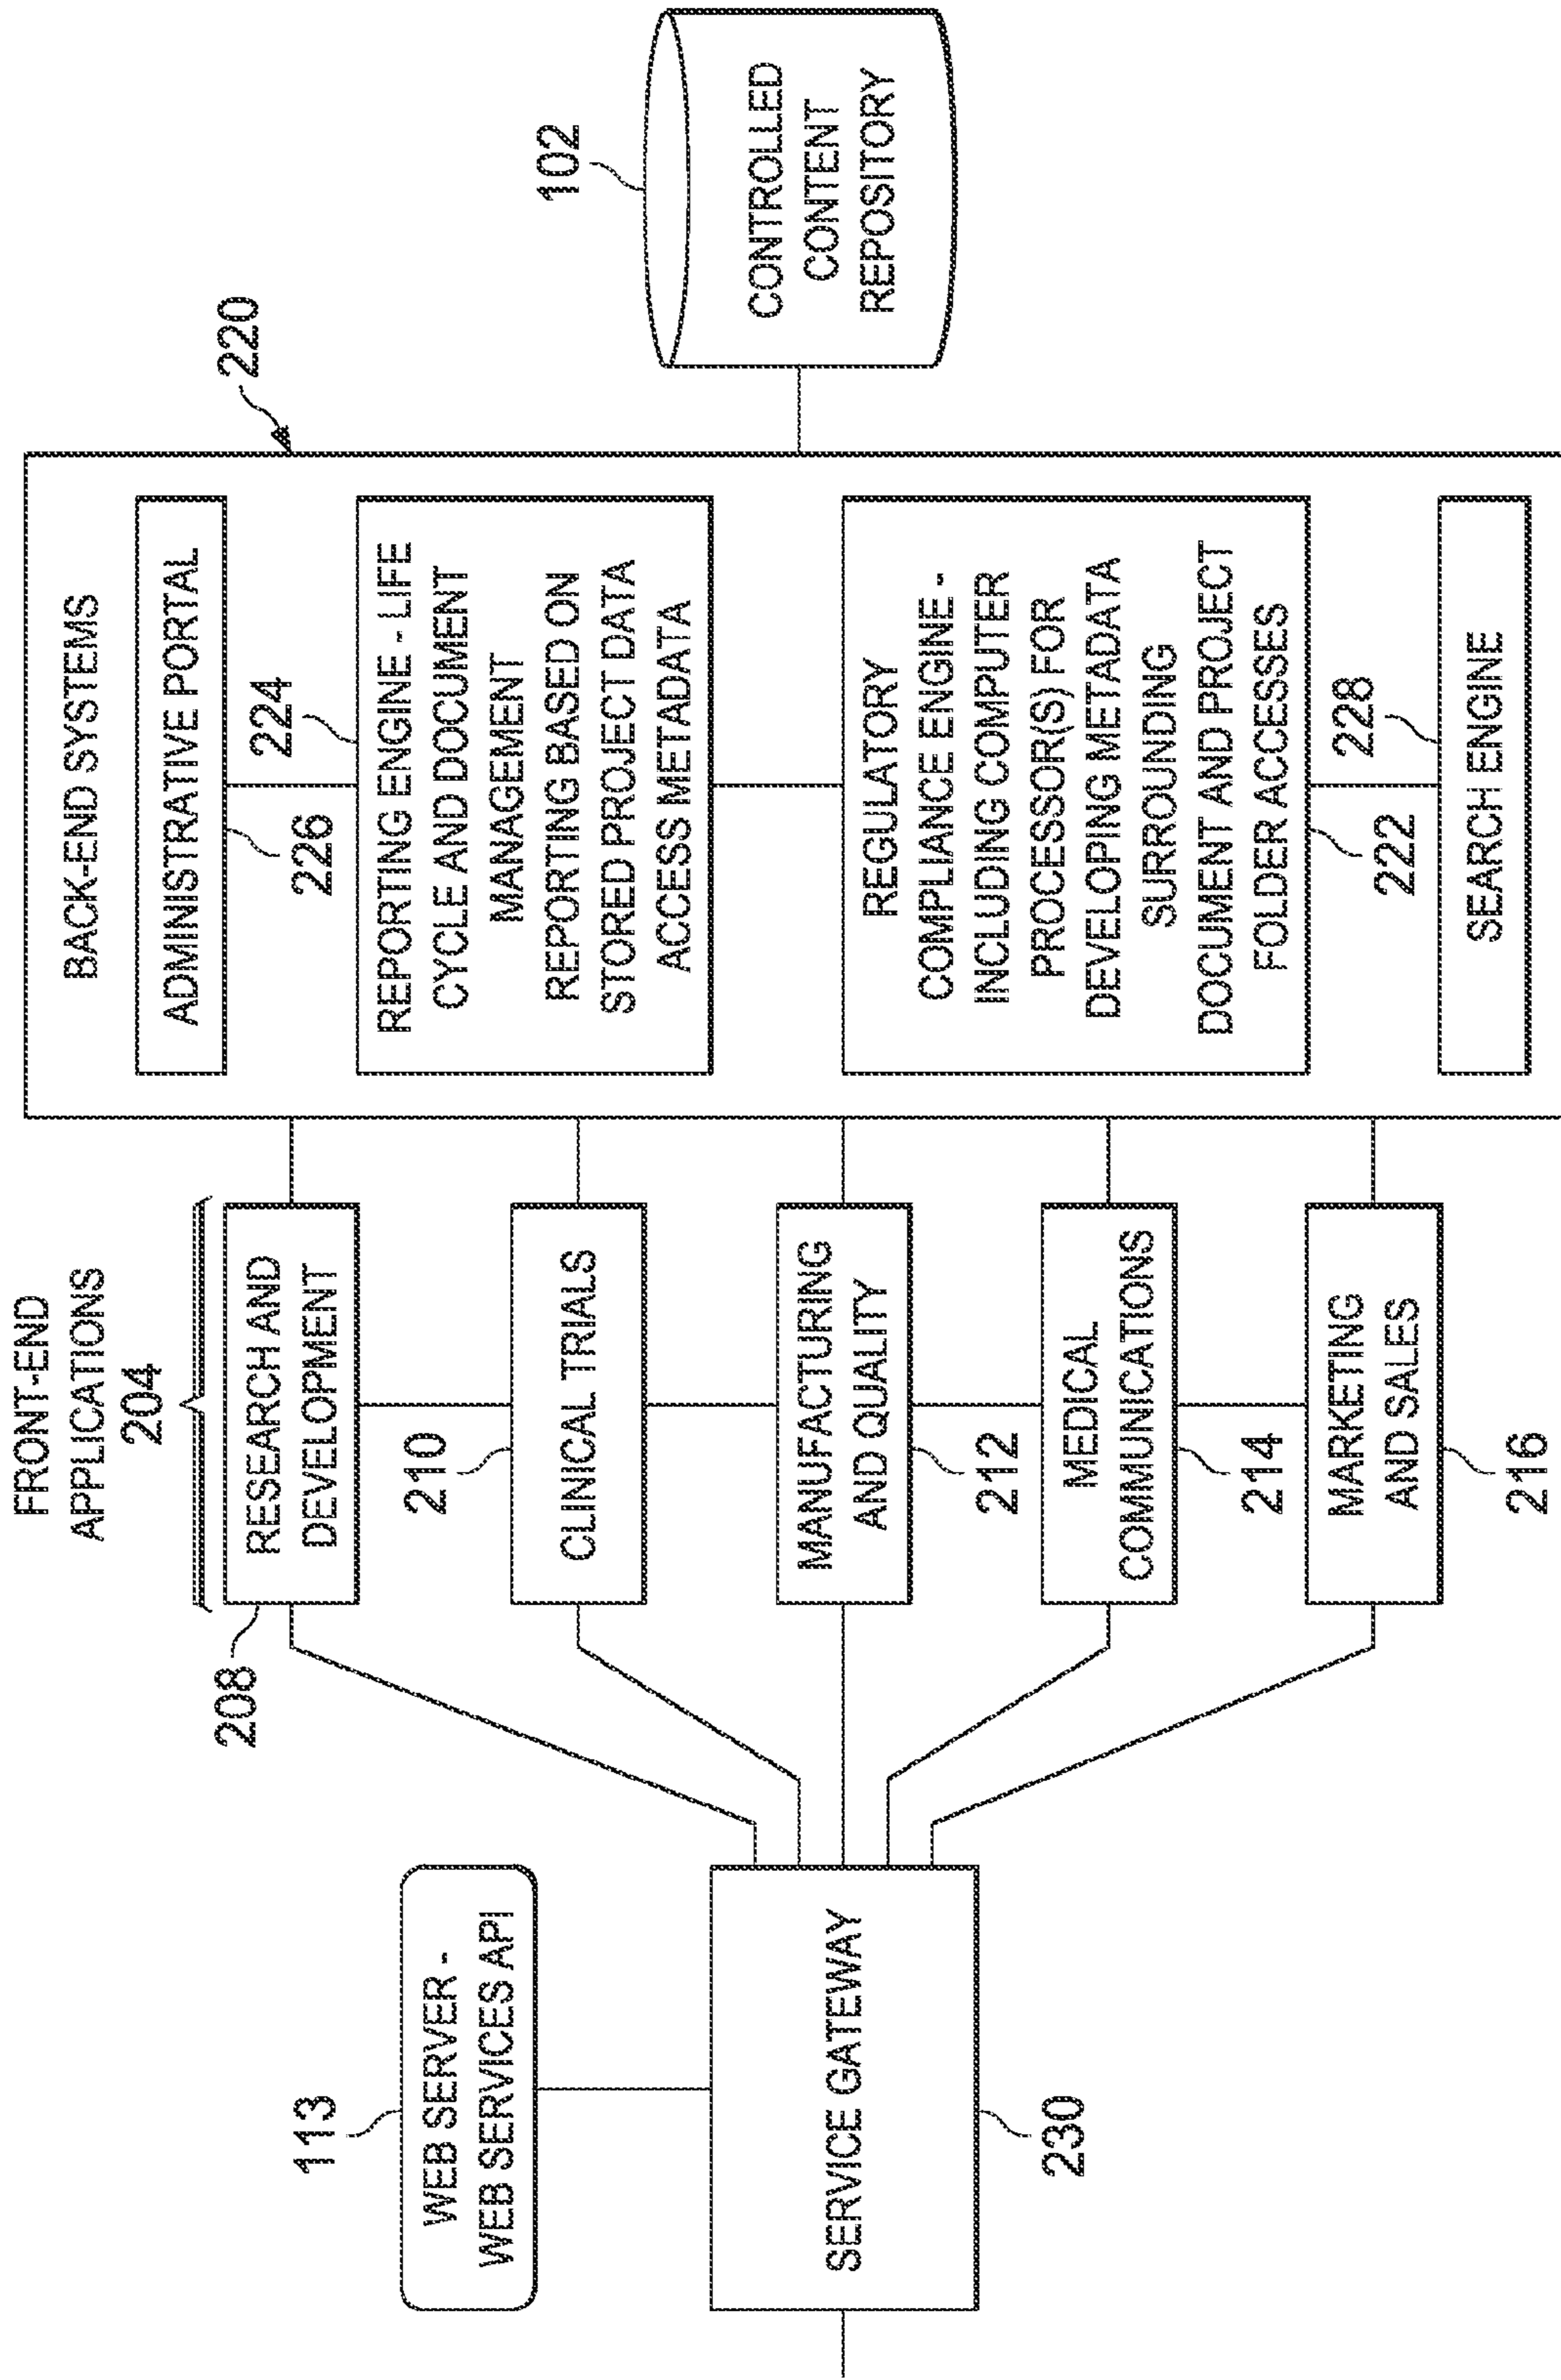 113
WEB SERVER -
WEB SERVICES API
SERVICE GATEWAY
230
FRONT-END
APPLICATIONS
204
208
RESEARCH AND
DEVELOPMENT
210
CLINICAL TRIALS
MANUFACTURING
AND QUALITY
212
MEDICAL
COMMUNICATIONS
214
MARKETING
AND SALES
216
220
BACK-END SYSTEMS
ADMINISTRATIVE PORTAL
226
224
REPORTING ENGINE - LIFE
CYCLE AND DOCUMENT
MANAGEMENT
REPORTING BASED ON
STORED PROJECT DATA
ACCESS METADATA
REGULATORY
COMPLIANCE ENGINE -
INCLUDING COMPUTER
PROCESSOR(S) FOR
DEVELOPING METADATA
SURROUNDING
DOCUMENT AND PROJECT
FOLDER ACCESSES
222
228
SEARCH ENGINE
102
CONTROLLED
CONTENT
REPOSITORY